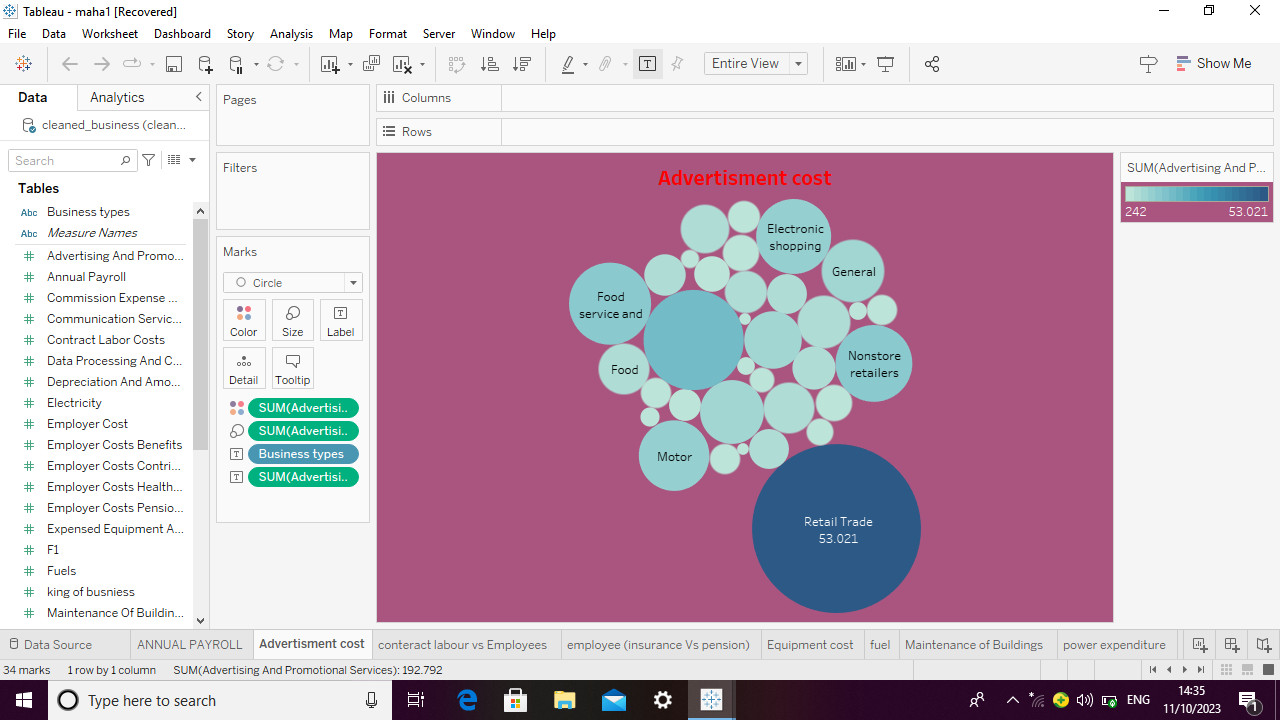 Tableau - maha1 [Recovered]
File Data Worksheet Dashboard Story Analysis Map Format Server Window Help
Entire View
Show Me
Data Analytics
cleaned_business (clean...
Search
Tables
Abc Business types
Abc Measure Names
Advertising And Promo...
Annual Payroll
Commission Expense ...
Communication Servic...
Contract Labor Costs
Data Processing And C...
Depreciation And Amo...
Electricity
Employer Cost
Employer Costs Benefits
Employer Costs Contri...
Employer Costs Health...
Employer Costs Pensio...
Expensed Equipment A...
F1
Fuels
king of busniess
Maintenance Of Buildin...
Pages
Filters
Marks
Circle
Color Size Label
Detail Tooltip
SUM(Advertisi..
SUM(Advertisi..
Business types
SUM(Advertisi..
Columns
Rows
Advertisment cost
Electronic
shopping
General
Food
service and
Nonstore
retailers
Food
Motor
Retail Trade
53.021
SUM(Advertising And P...
242 53.021
Data Source ANNUAL PAYROLL Advertisment cost conteract labour vs Employees employee (insurance Vs pension) Equipment cost fuel Maintenance of Buildings power expenditure
34 marks 1 row by 1 column SUM(Advertising And Promotional Services): 192.792
Type here to search
ENG
14:35
11/10/2023
1